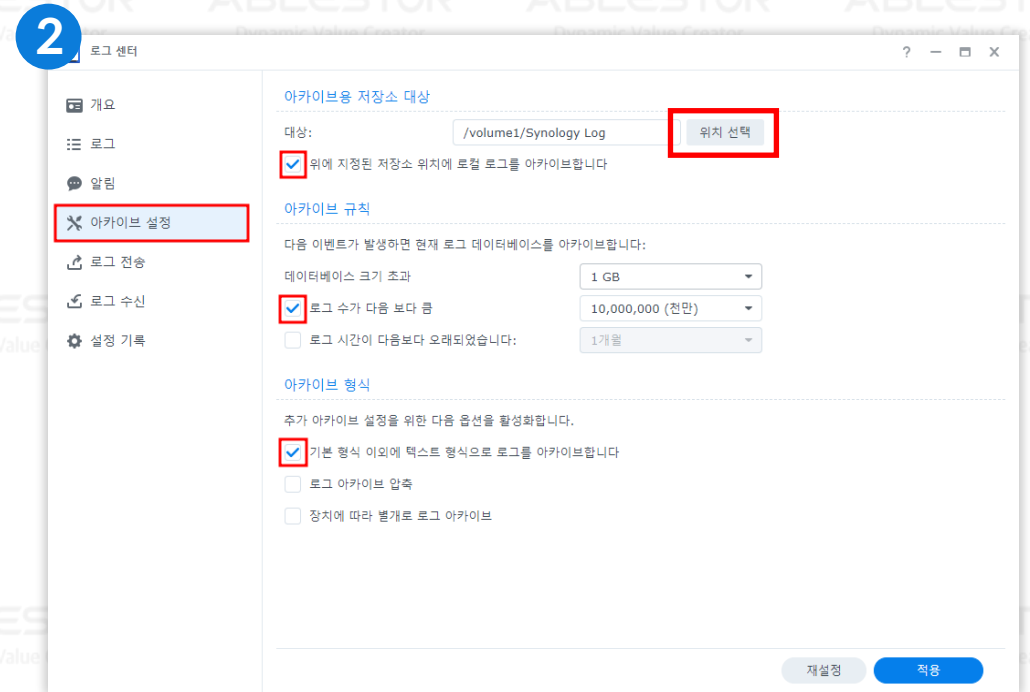 ABLESTOR
ABLESTOR
ABLESTOR
Dynamic Value Creator
Dynamic Value Creator
2
로그 센터
개요
로그
알림
아카이브 설정
로그 전송
로그 수신
설정 기록
아카이브용 저장소 대상
대상:
/volume1/Synology Log
위치 선택
위에 지정된 저장소 위치에 로컬 로그를 아카이브합니다
아카이브 규칙
다음 이벤트가 발생하면 현재 로그 데이터베이스를 아카이브합니다:
데이터베이스 크기 초과
1 GB
로그 수가 다음 보다 큼
10,000,000 (천만)
로그 시간이 다음보다 오래되었습니다:
1개월
아카이브 형식
추가 아카이브 설정을 위한 다음 옵션을 활성화합니다.
기본 형식 이외에 텍스트 형식으로 로그를 아카이브합니다
로그 아카이브 압축
장치에 따라 별개로 로그 아카이브
재설정
적용